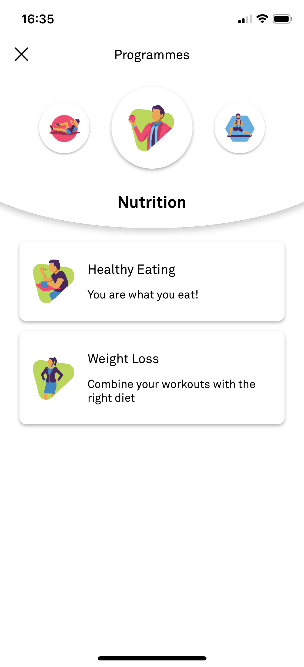 16:35
Programmes
Nutrition
Healthy Eating
You are what you eat!
Weight Loss
Combine your workouts with the
right diet